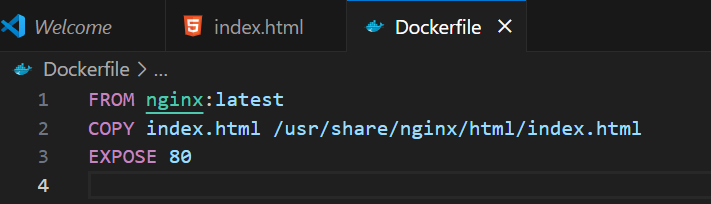 Welcome index.html Dockerfile
Dockerfile > ...
1 FROM nginx:latest
2 COPY index.html /usr/share/nginx/html/index.html
3 EXPOSE 80
4